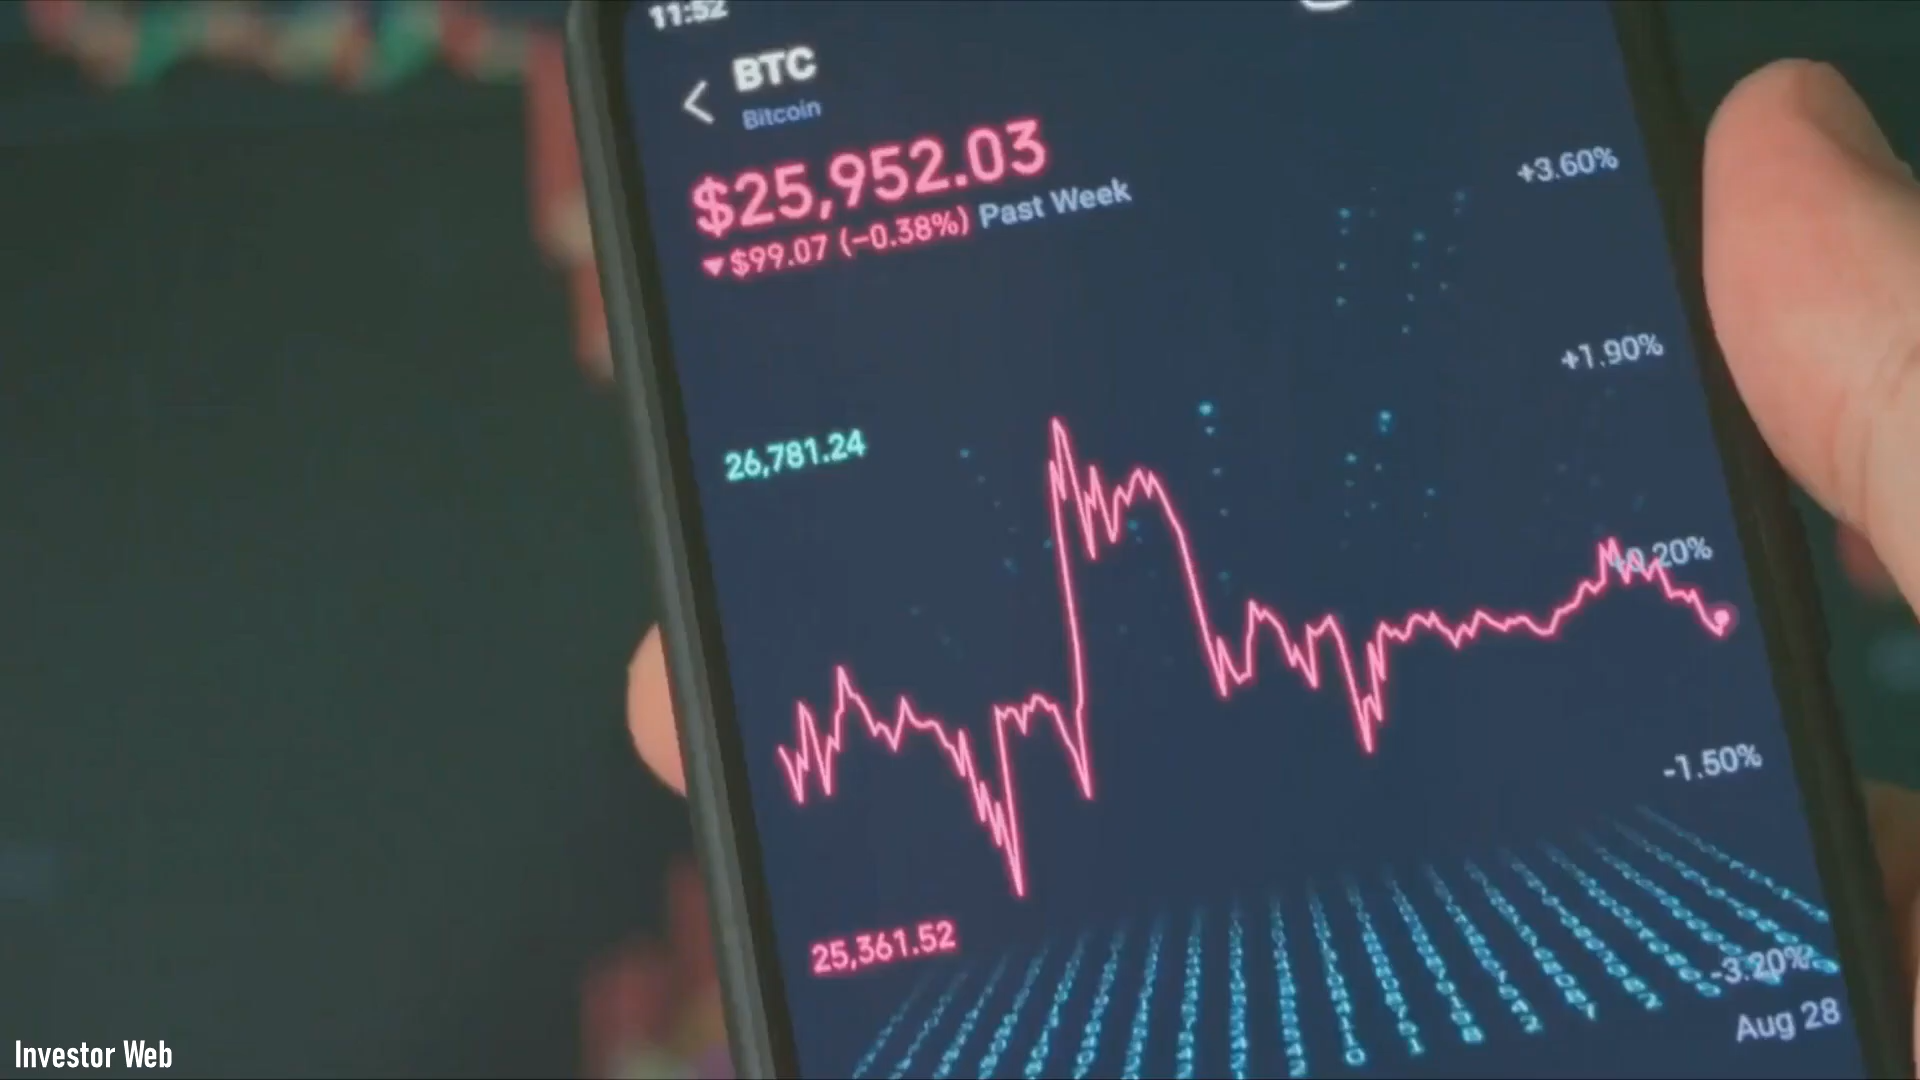 11:52
BTC
Bitcoin
$25,952.03
▼$99.07 (−0.38%) Past Week
+3.60%
+1.90%
26,781.24
+0.20%
-1.50%
25,361.52
-3.20%
Aug 28
Investor Web